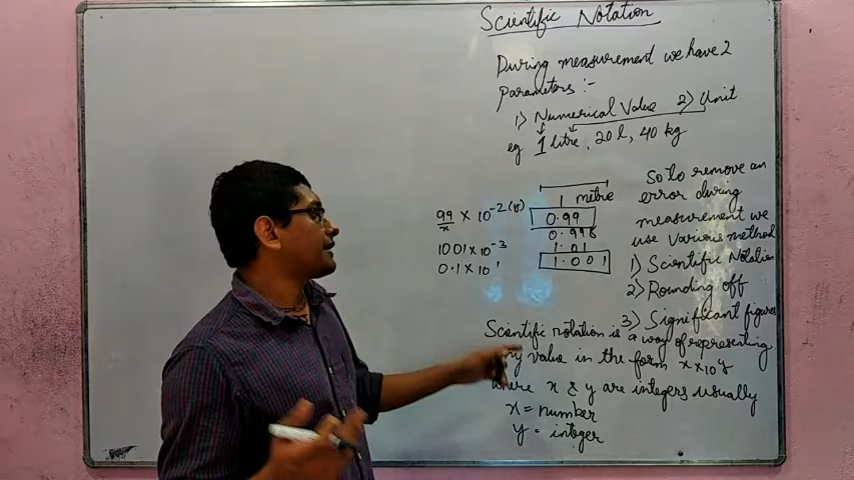 Scientific Notation
During measurement we have 2
Parameters :-
1) Numerical Value 2) Unit
eg 1 litre, 20 l, 40 kg
1 metre
0.99
0.998
1.01
1.001
99 × 10⁻² (y)
x
1001 × 10⁻³
0.1 × 10¹
So to remove an
error during
measurement we
use Various method
1) Scientific Notation
2) Rounding off
3) Significant figures
Scientific notation is a way of representing
value in the form x × 10 y
where x & y are integers usually
x = number
y = integer